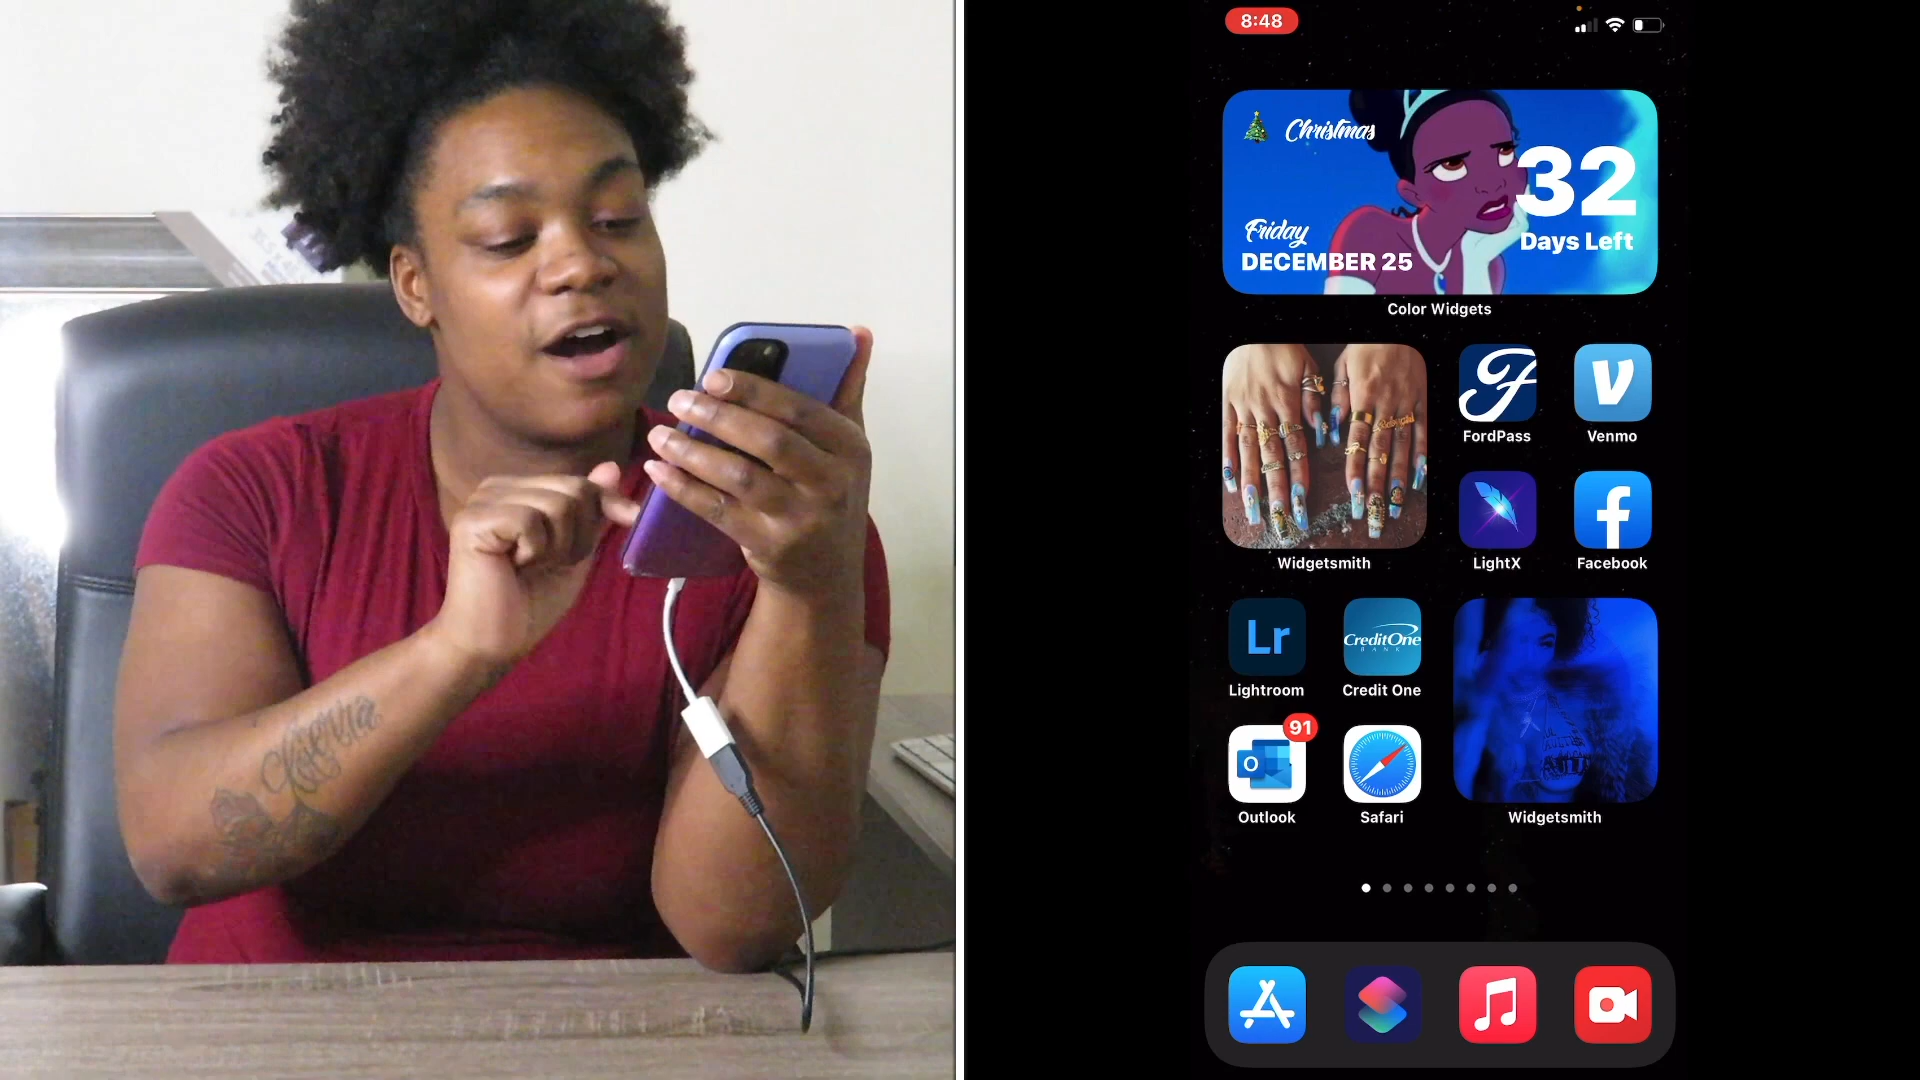 8:48
Christmas
32
Days Left
Friday
DECEMBER 25
Color Widgets
FordPass
Venmo
Widgetsmith
LightX
Facebook
Lr
CreditOne
BANK
Lightroom
Credit One
91
O
Outlook
Safari
Widgetsmith